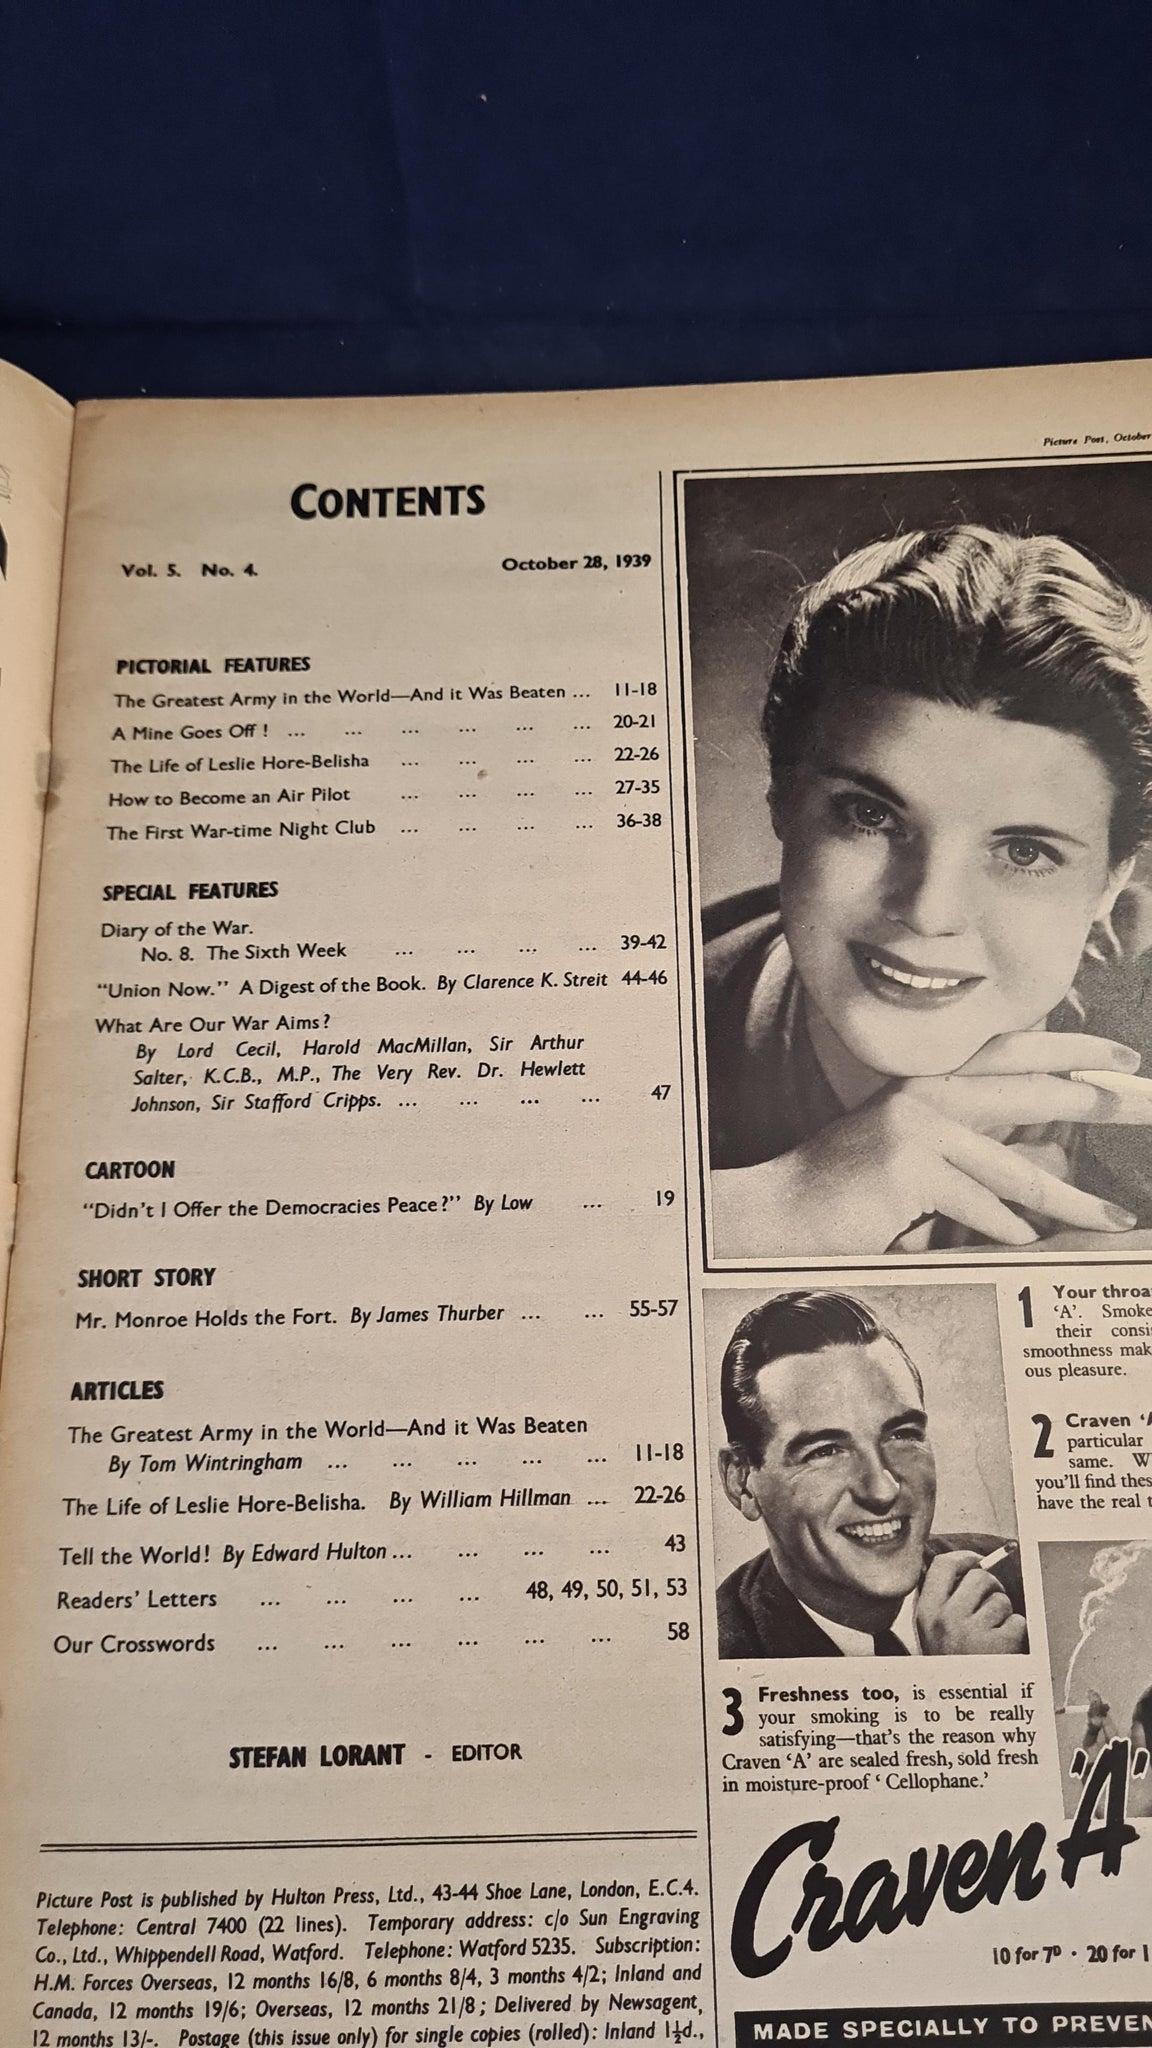 Picture Post, October
CONTENTS
Vol. 5. No. 4. October 28, 1939
PICTORIAL FEATURES
The Greatest Army in the World—And it Was Beaten ... 11-18
A Mine Goes Off ! ... ... ... ... ... ... 20-21
The Life of Leslie Hore-Belisha ... ... ... ... 22-26
How to Become an Air Pilot ... ... ... ... 27-35
The First War-time Night Club ... ... ... ... 36-38
SPECIAL FEATURES
Diary of the War.
No. 8. The Sixth Week ... ... ... ... 39-42
"Union Now." A Digest of the Book. By Clarence K. Streit 44-46
What Are Our War Aims?
By Lord Cecil, Harold MacMillan, Sir Arthur
Salter, K.C.B., M.P., The Very Rev. Dr. Hewlett
Johnson, Sir Stafford Cripps. ... ... ... ... 47
CARTOON
"Didn't I Offer the Democracies Peace?" By Low ... 19
SHORT STORY
Mr. Monroe Holds the Fort. By James Thurber ... ... 55-57
ARTICLES
The Greatest Army in the World—And it Was Beaten
By Tom Wintringham ... ... ... ... ... 11-18
The Life of Leslie Hore-Belisha. By William Hillman ... 22-26
Tell the World! By Edward Hulton ... ... ... ... 43
Readers' Letters ... ... ... ... 48, 49, 50, 51, 53
Our Crosswords ... ... ... ... ... ... 58
STEFAN LORANT - EDITOR
Picture Post is published by Hulton Press, Ltd., 43-44 Shoe Lane, London, E.C.4.
Telephone: Central 7400 (22 lines). Temporary address: c/o Sun Engraving
Co., Ltd., Whippendell Road, Watford. Telephone: Watford 5235. Subscription:
H.M. Forces Overseas, 12 months 16/8, 6 months 8/4, 3 months 4/2; Inland and
Canada, 12 months 19/6; Overseas, 12 months 21/8; Delivered by Newsagent,
12 months 13/-. Postage (this issue only) for single copies (rolled): Inland 1½d.,
1 Your throa
'A'. Smoke
their consi
smoothness mak
ous pleasure.
2 Craven 'A
particular
same. W
you'll find thes
have the real t
3 Freshness too, is essential if
your smoking is to be really
satisfying—that's the reason why
Craven 'A' are sealed fresh, sold fresh
in moisture-proof 'Cellophane.'
Craven "A"
10 for 7D · 20 for 1
MADE SPECIALLY TO PREVEN